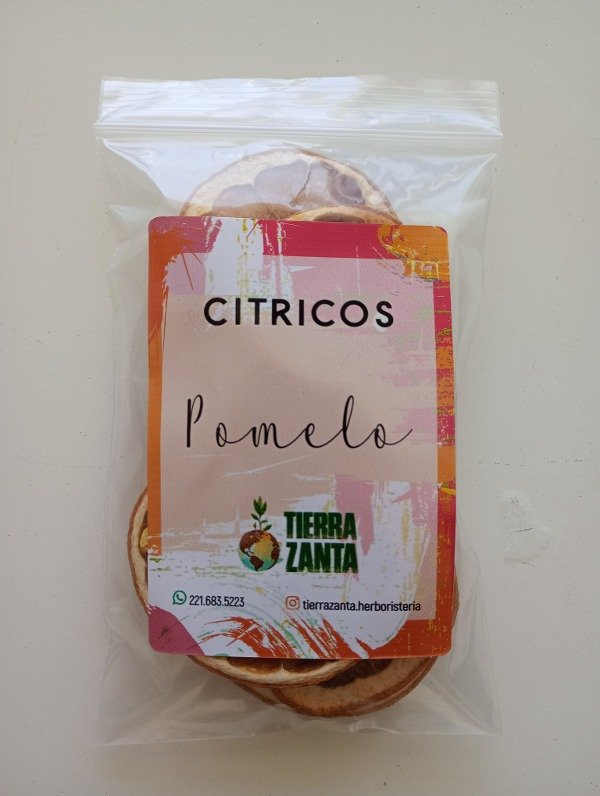 CITRICOS
Pomelo
TIERRA
ZANTA
221.683.5223
tierrazanta.herboristeria